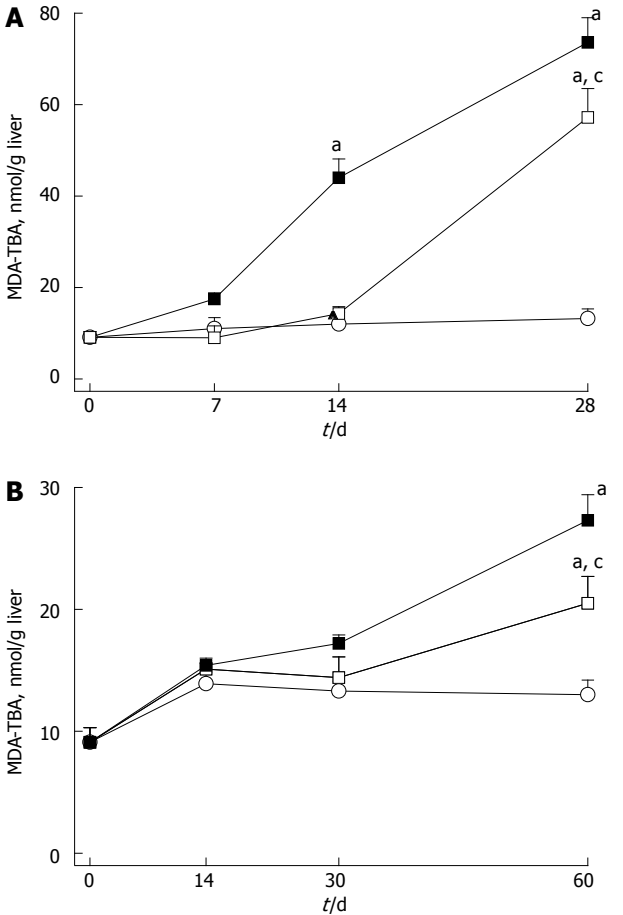 A
80
60
40
20
0
MDA-TBA, nmol/g liver
a
a
a, c
0 7 14 28
t/d
B
30
20
10
0
MDA-TBA, nmol/g liver
a
a, c
0 14 30 60
t/d